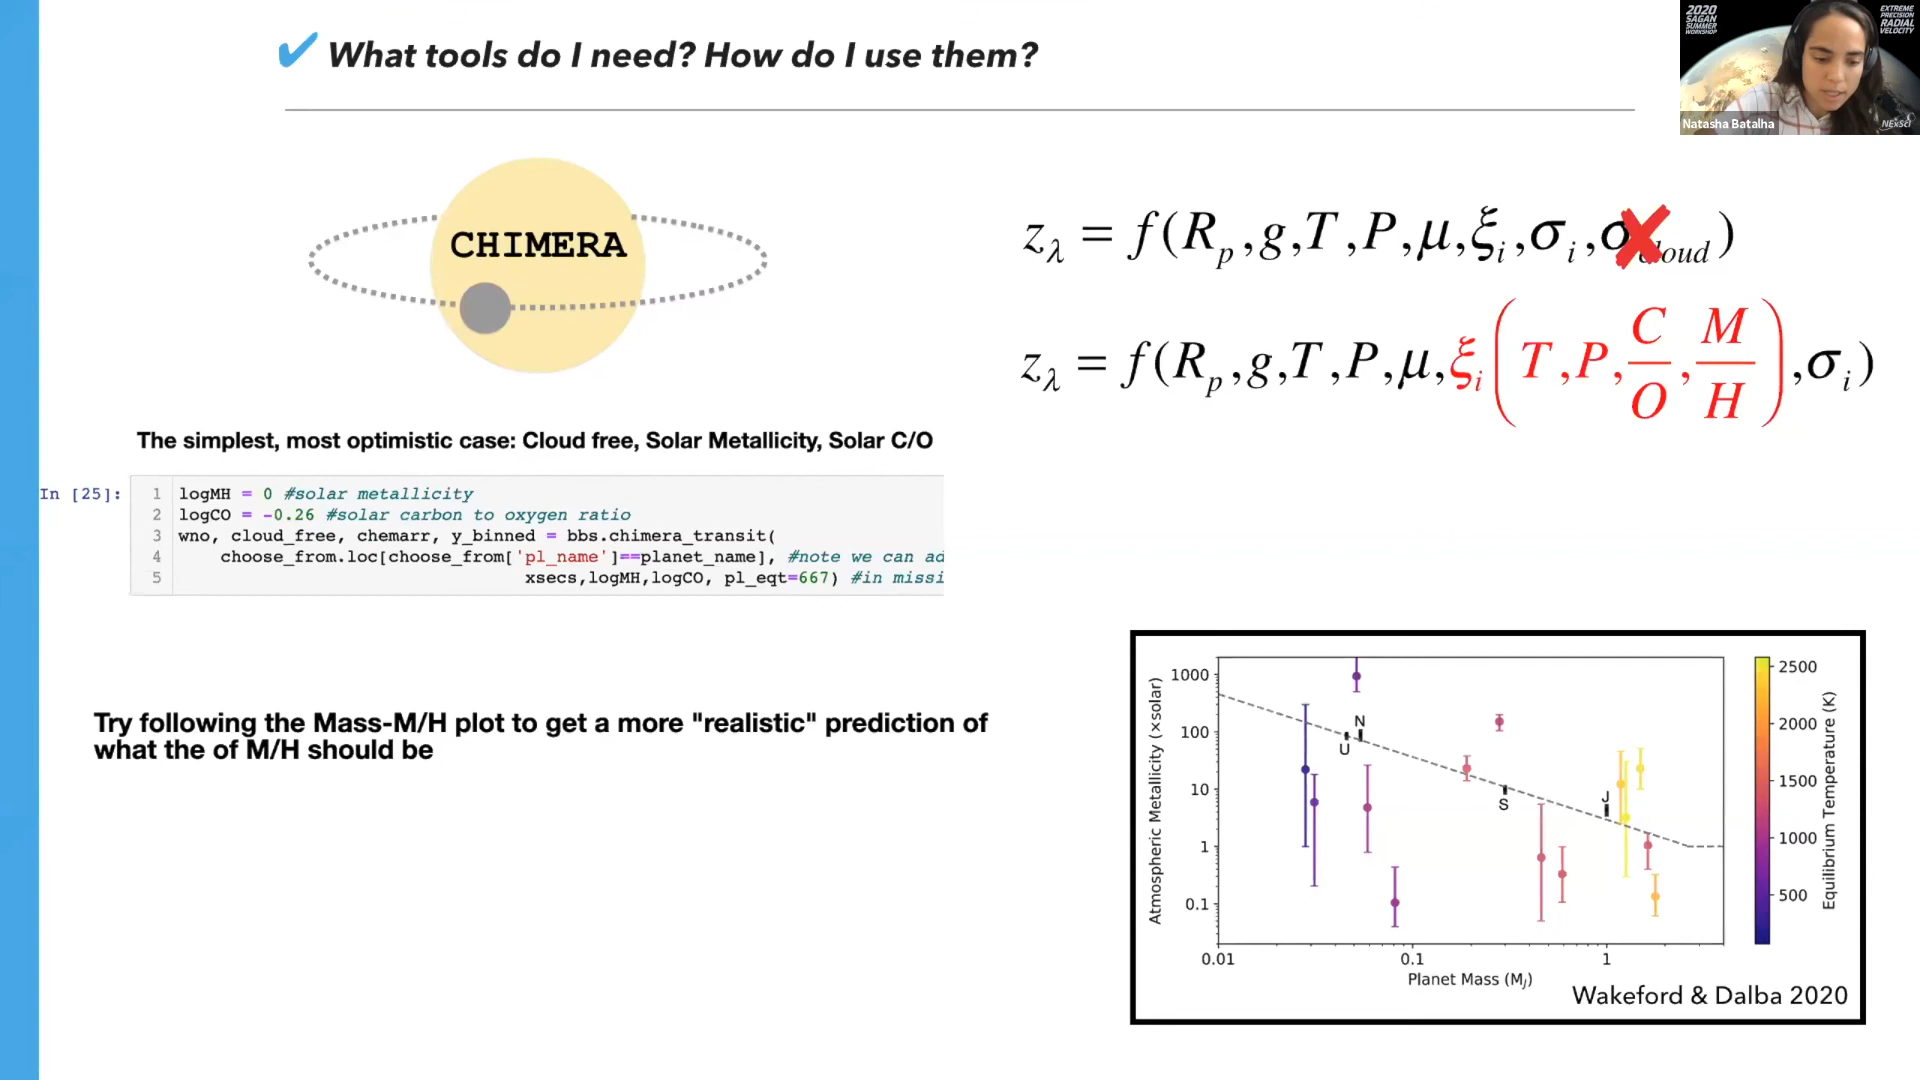 ✔ What tools do I need? How do I use them?
2020
SAGAN
SUMMER
WORKSHOP
EXTREME
PRECISION
RADIAL
VELOCITY
Natasha Batalha
NExScI
CHIMERA
z_λ = f(R_p, g, T, P, μ, ξ_i, σ_i, σ loud)
z_λ = f(R_p, g, T, P, μ, ξ_i(T, P, C/O, M/H), σ_i)
The simplest, most optimistic case: Cloud free, Solar Metallicity, Solar C/O
In [25]:
1 logMH = 0 #solar metallicity
2 logCO = -0.26 #solar carbon to oxygen ratio
3 wno, cloud_free, chemarr, y_binned = bbs.chimera_transit(
4 choose_from.loc[choose_from['pl_name']==planet_name], #note we can ad
5 xsecs,logMH,logCO, pl_eqt=667) #in missi
Try following the Mass-M/H plot to get a more "realistic" prediction of
what the of M/H should be
Atmospheric Metallicity (×solar)
1000
100
10
1
0.1
N
U
S
J
0.01
0.1
1
Planet Mass (M_J)
2500
2000
1500
1000
500
Equilibrium Temperature (K)
Wakeford & Dalba 2020